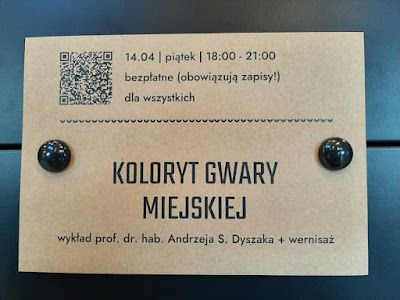 14.04 | piątek | 18:00 - 21:00
bezpłatne (obowiązują zapisy!)
dla wszystkich
KOLORYT GWARY
MIEJSKIEJ
wykład prof. dr. hab. Andrzeja S. Dyszaka + wernisaż